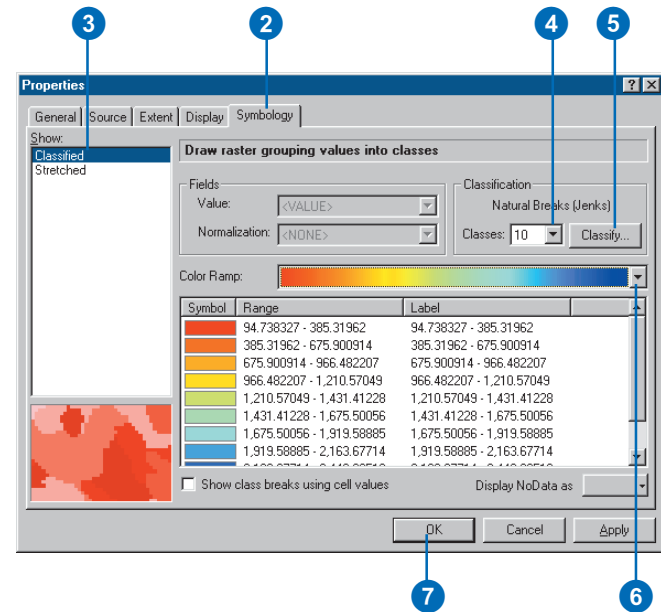 3 2 4 5
Properties ? X
General Source Extent Display Symbology
Show:
Classified
Stretched
Draw raster grouping values into classes
Fields
Value: <VALUE>
Normalization: <NONE>
Classification
Natural Breaks (Jenks)
Classes: 10 Classify...
Color Ramp:
Symbol Range Label
94.738327 - 385.31962 94.738327 - 385.31962
385.31962 - 675.900914 385.31962 - 675.900914
675.900914 - 966.482207 675.900914 - 966.482207
966.482207 - 1,210.57049 966.482207 - 1,210.57049
1,210.57049 - 1,431.41228 1,210.57049 - 1,431.41228
1,431.41228 - 1,675.50056 1,431.41228 - 1,675.50056
1,675.50056 - 1,919.58885 1,675.50056 - 1,919.58885
1,919.58885 - 2,163.67714 1,919.58885 - 2,163.67714
Show class breaks using cell values
Display NoData as
OK Cancel Apply
7 6